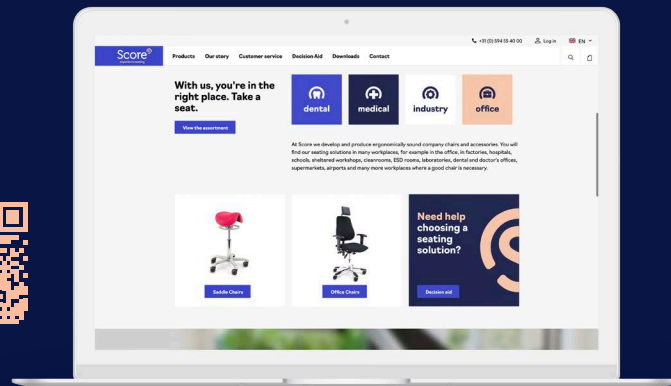 +31 (0) 594 55 40 00 Log in EN
Score®
experts in seating
Products Our story Customer service Decision Aid Downloads Contact
With us, you're in the
right place. Take a
seat.
View the assortment
dental
medical
industry
office
At Score we develop and produce ergonomically sound company chairs and accessories. You will
find our seating solutions in many workplaces, for example in the office, in factories, hospitals,
schools, sheltered workshops, cleanrooms, ESD rooms, laboratories, dental and doctor's offices,
supermarkets, airports and many more workplaces where a good chair is necessary.
Saddle Chairs
Office Chairs
Need help
choosing a
seating
solution?
Decision aid